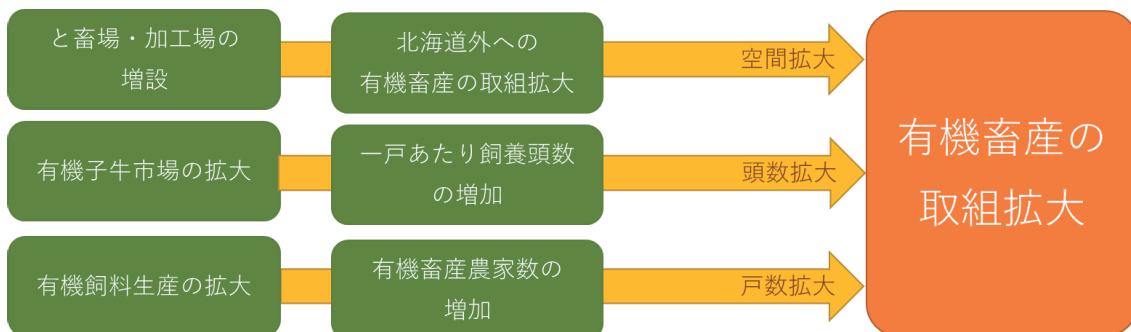 と畜場・加工場の
増設
北海道外への
有機畜産の取組拡大
空間拡大
有機子牛市場の拡大
一戸あたり飼養頭数
の増加
頭数拡大
有機飼料生産の拡大
有機畜産農家数の
増加
戸数拡大
有機畜産の
取組拡大